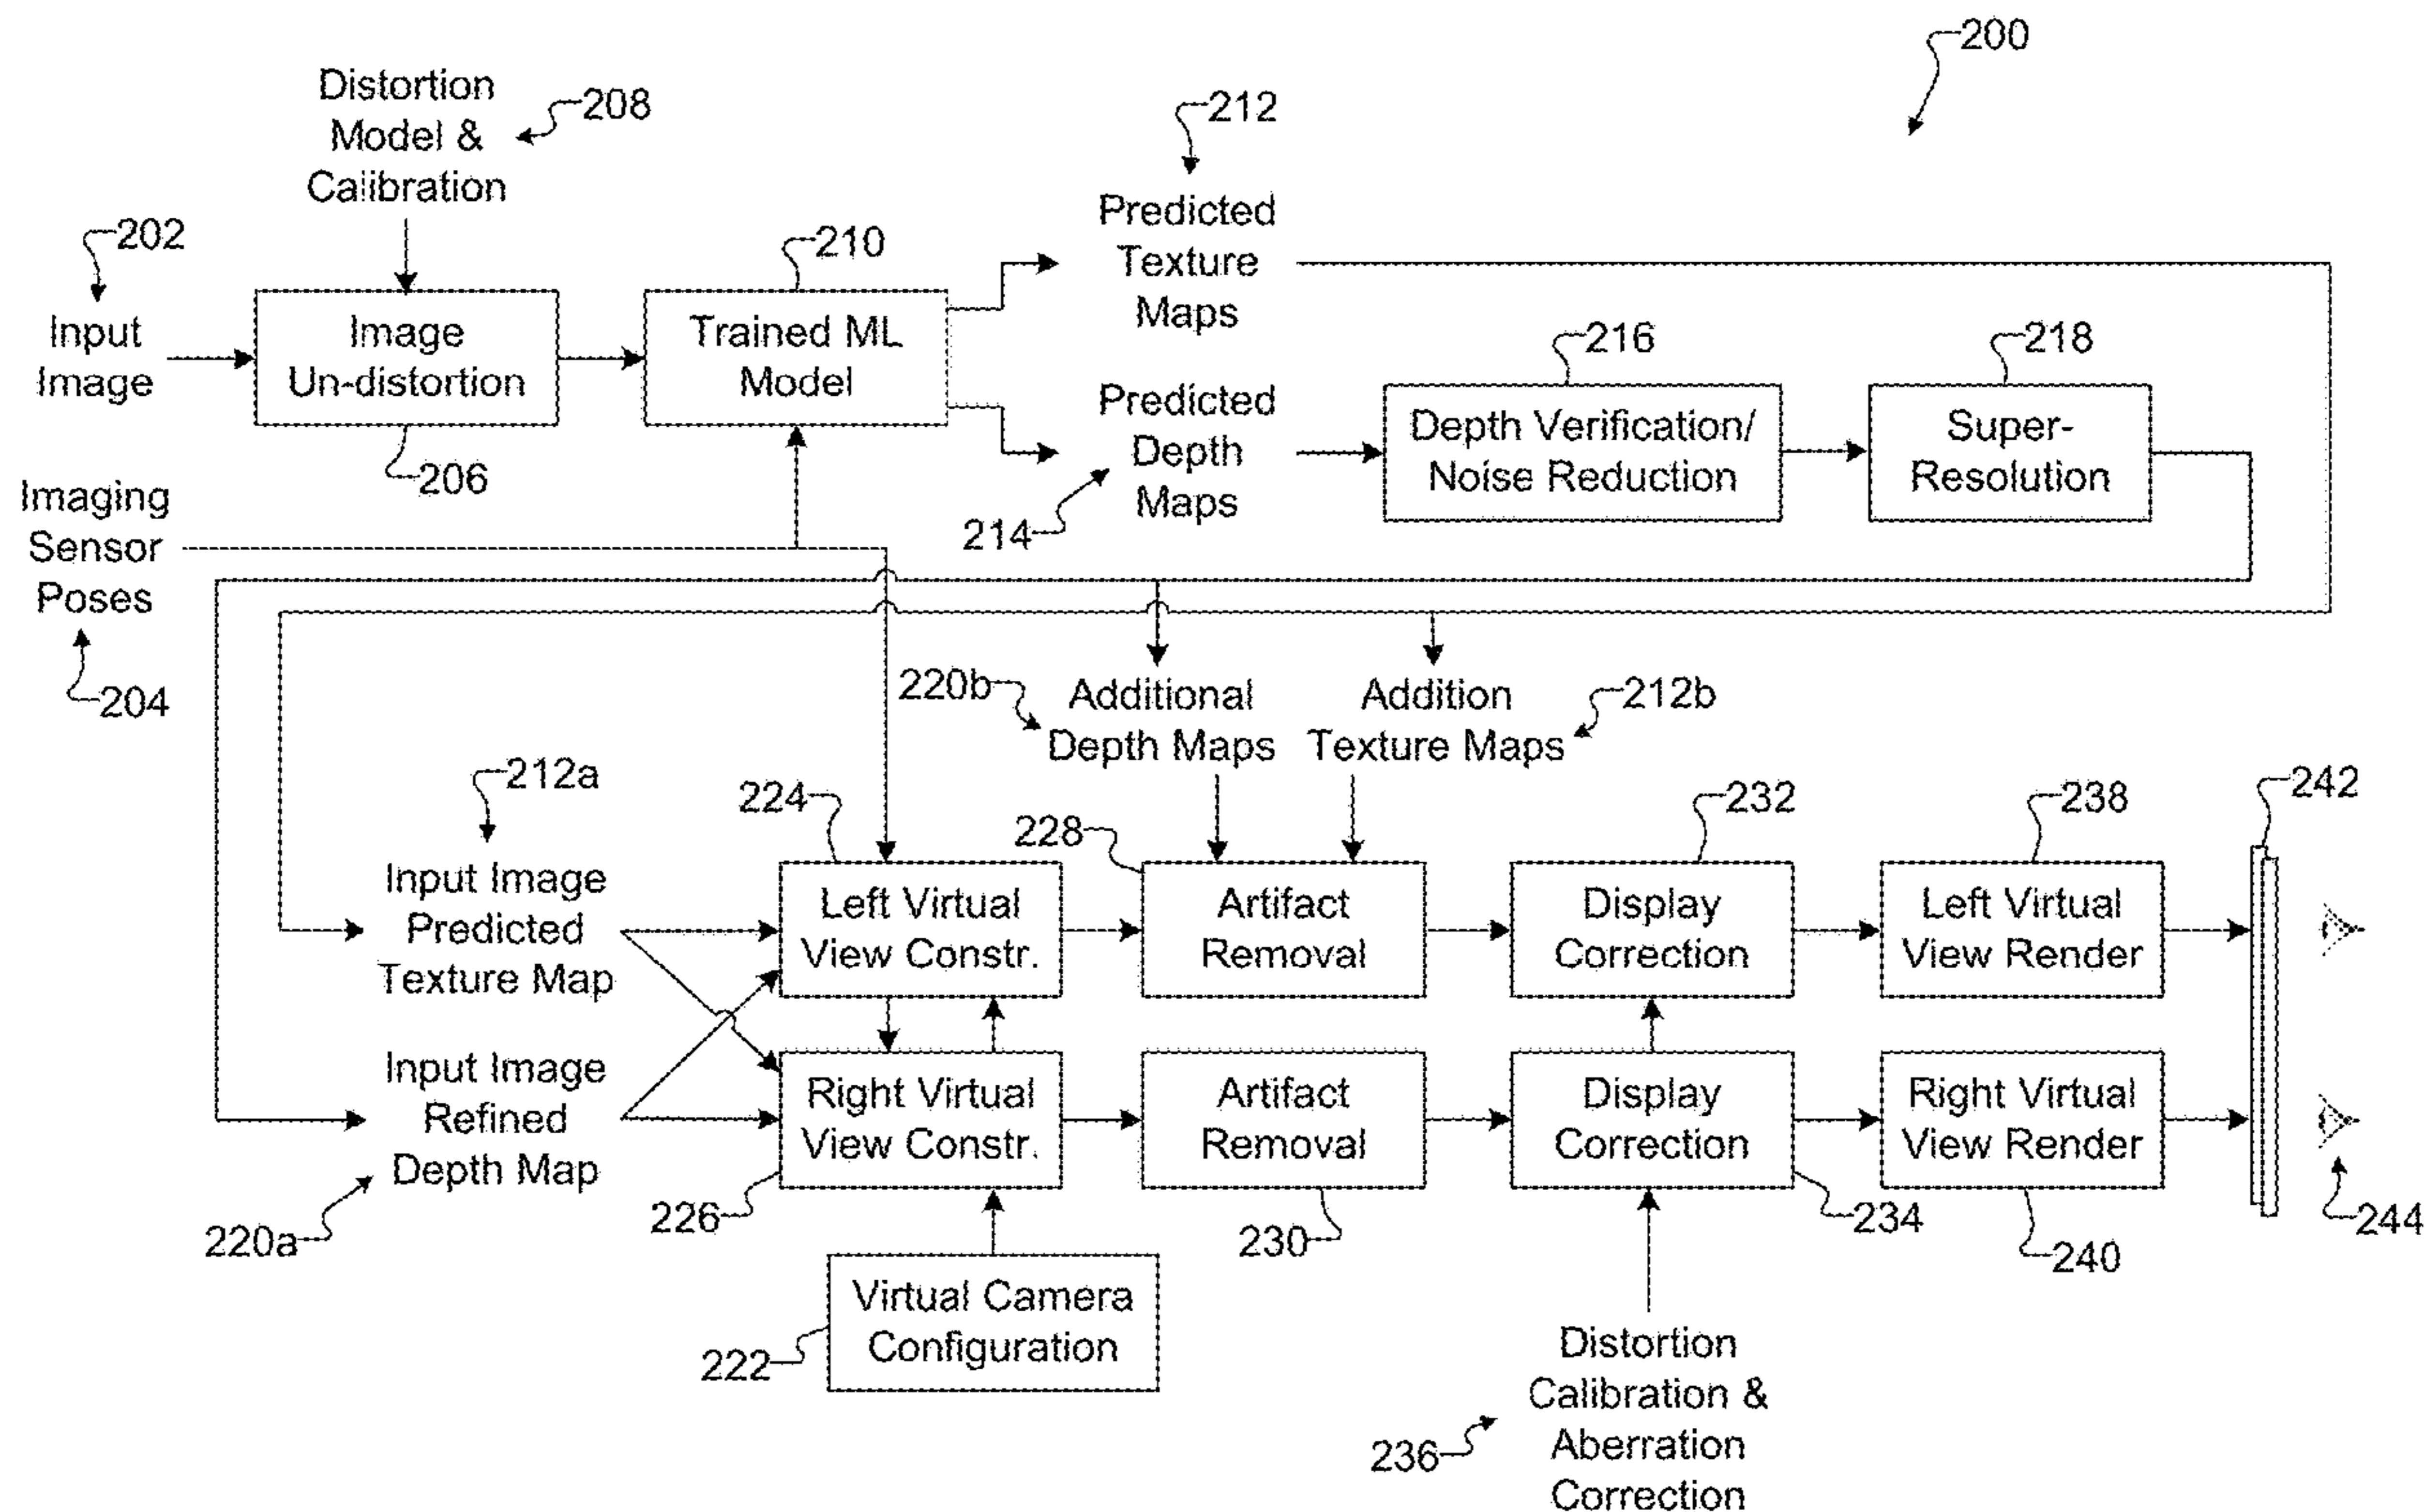 200
Distortion
Model &
Calibration
208
212
202
210
Predicted
Texture
Maps
Input
Image
Image
Un-distortion
Trained ML
Model
216
218
Predicted
Depth
Maps
Depth Verification/
Noise Reduction
Super-
Resolution
206
214
Imaging
Sensor
Poses
204
220b
Additional
Depth Maps
Addition
Texture Maps
212b
212a
224
228
232
238
242
Input Image
Predicted
Texture Map
Left Virtual
View Constr.
Artifact
Removal
Display
Correction
Left Virtual
View Render
Input Image
Refined
Depth Map
Right Virtual
View Constr.
Artifact
Removal
Display
Correction
Right Virtual
View Render
220a
226
230
234
240
244
Virtual Camera
Configuration
222
Distortion
Calibration &
Aberration
Correction
236